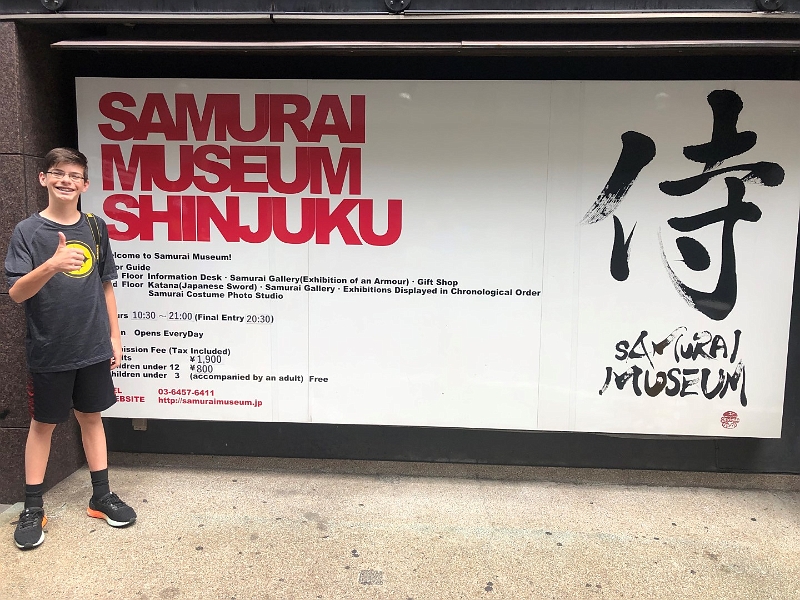 SAMURAI
MUSEUM
SHINJUKU
elcome to Samurai Museum!
or Guide
Floor Information Desk · Samurai Gallery(Exhibition of an Armour) · Gift Shop
d Floor Katana(Japanese Sword) · Samurai Gallery · Exhibitions Displayed in Chronological Order
Samurai Costume Photo Studio
urs 10:30 ～ 21:00 (Final Entry 20:30)
n Opens EveryDay
mission Fee (Tax Included)
lts ￥1,900
hildren under 12 ￥800
hildren under 3 (accompanied by an adult) Free
EL 03-6457-6411
EBSITE http://samuraimuseum.jp
侍
SAMURAI
MUSEUM